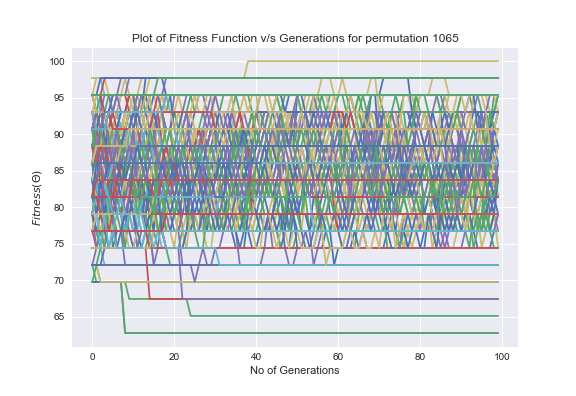 Plot of Fitness Function v/s Generations for permutation 1065
100
95
90
85
80
75
70
65
Fitness(Θ)
0 20 40 60 80 100
No of Generations